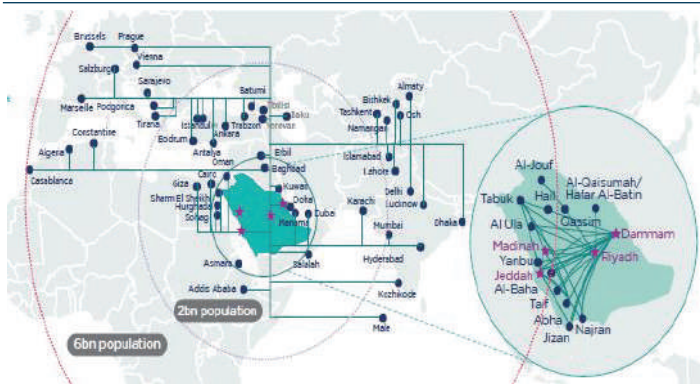 Brussels
Prague
Vienna
Salzburg
Sarajevo
Marseille
Podgorica
Tirana
Istanbul
Bodrum
Ankara
Antalya
Trabzon
Batumi
Tbilisi
Baku
Yerevan
Constantine
Algeria
Casablanca
Erbil
Baghdad
Oman
Cairo
Giza
Sharm El Sheikh
Hurghada
Sohag
Kuwait
Doha
Dubai
Manama
Salalah
Asmara
Addis Ababa
Almaty
Bishkek
Tashkent
Osh
Namangan
Islamabad
Lahore
Delhi
Lucknow
Karachi
Mumbai
Dhaka
Hyderabad
Kozhikode
Male
2bn population
6bn population
Al-Jouf
Tabuk
Hail
Al-Qaisumah/
Hafar Al-Batin
Qassim
Al Ula
Dammam
Madinah
Riyadh
Yanbu
Jeddah
Al-Baha
Taif
Abha
Jizan
Najran